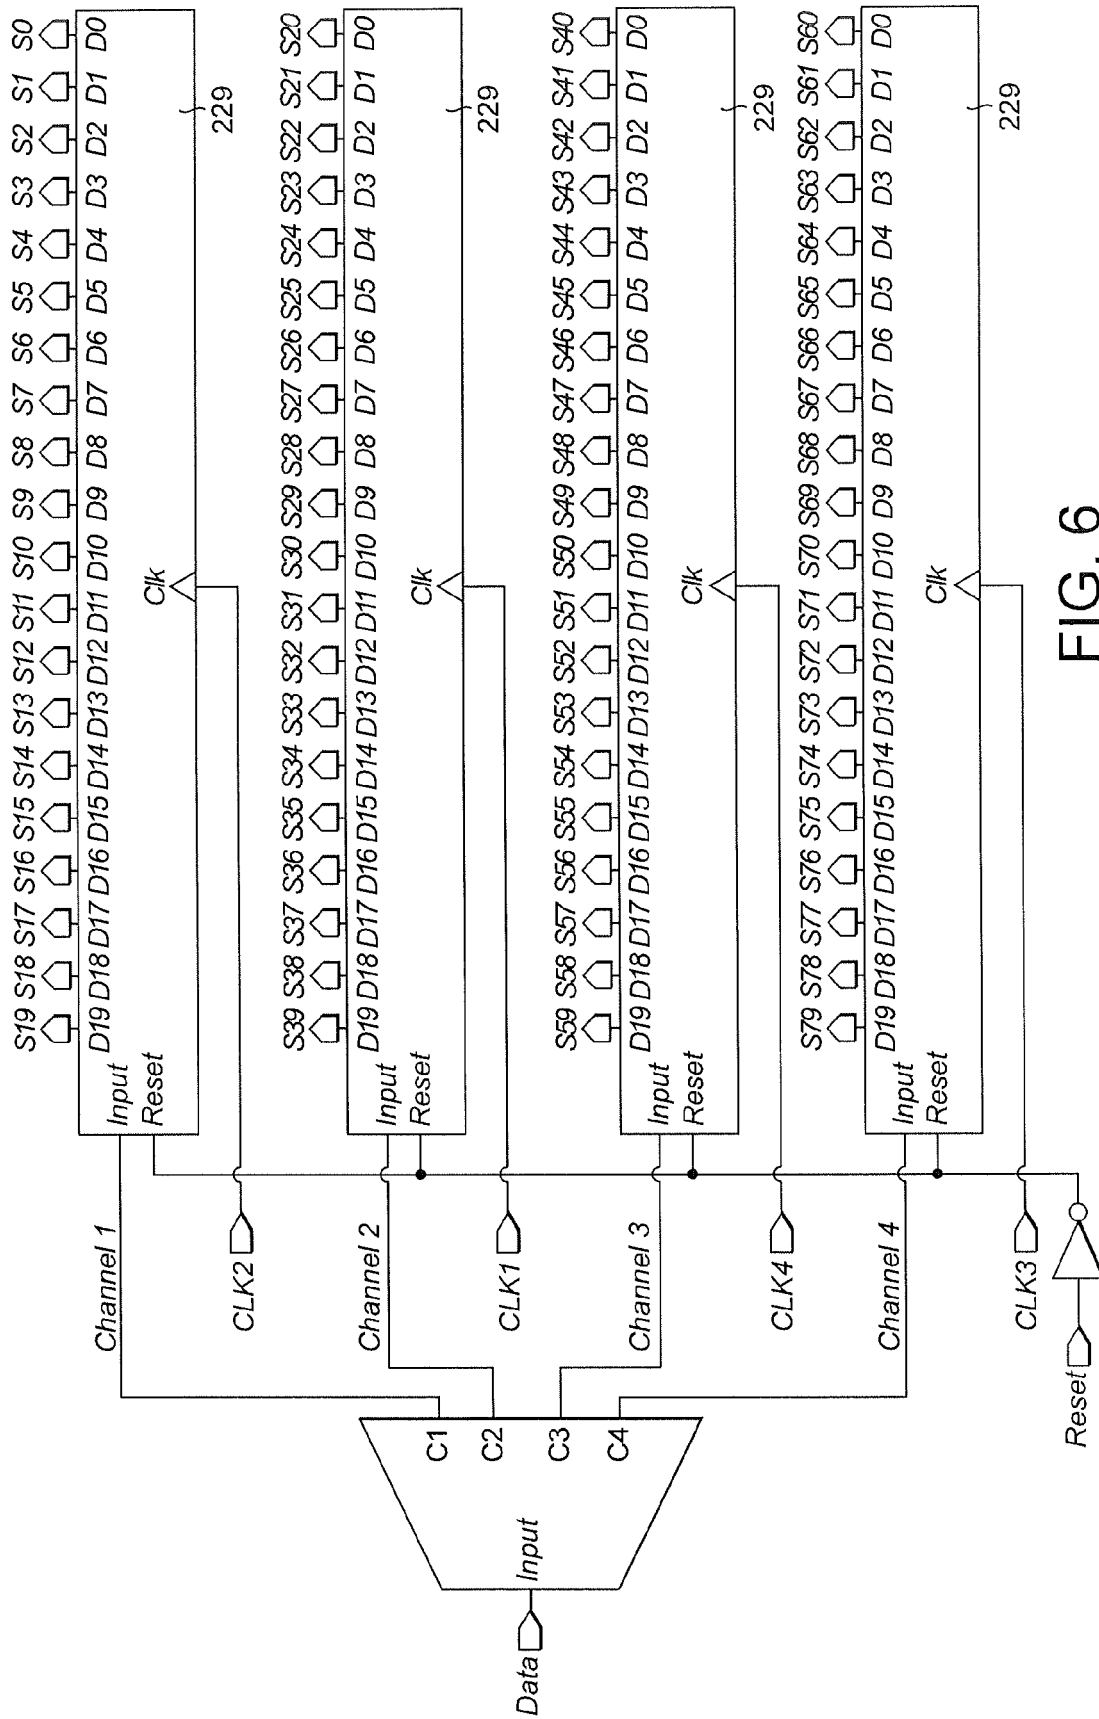 S19 S18 S17 S16 S15 S14 S13 S12 S11 S10 S9 S8 S7 S6 S5 S4 S3 S2 S1 S0
D19 D18 D17 D16 D15 D14 D13 D12 D11 D10 D9 D8 D7 D6 D5 D4 D3 D2 D1 D0
Input
Reset
Clk
229
Channel 1
CLK2
S39 S38 S37 S36 S35 S34 S33 S32 S31 S30 S29 S28 S27 S26 S25 S24 S23 S22 S21 S20
D19 D18 D17 D16 D15 D14 D13 D12 D11 D10 D9 D8 D7 D6 D5 D4 D3 D2 D1 D0
Input
Reset
Clk
229
Channel 2
CLK1
S59 S58 S57 S56 S55 S54 S53 S52 S51 S50 S49 S48 S47 S46 S45 S44 S43 S42 S41 S40
D19 D18 D17 D16 D15 D14 D13 D12 D11 D10 D9 D8 D7 D6 D5 D4 D3 D2 D1 D0
Input
Reset
Clk
229
Channel 3
CLK4
S79 S78 S77 S76 S75 S74 S73 S72 S71 S70 S69 S68 S67 S66 S65 S64 S63 S62 S61 S60
D19 D18 D17 D16 D15 D14 D13 D12 D11 D10 D9 D8 D7 D6 D5 D4 D3 D2 D1 D0
Input
Reset
Clk
229
Channel 4
CLK3
C1
C2
C3
C4
Input
Data
Reset
FIG. 6